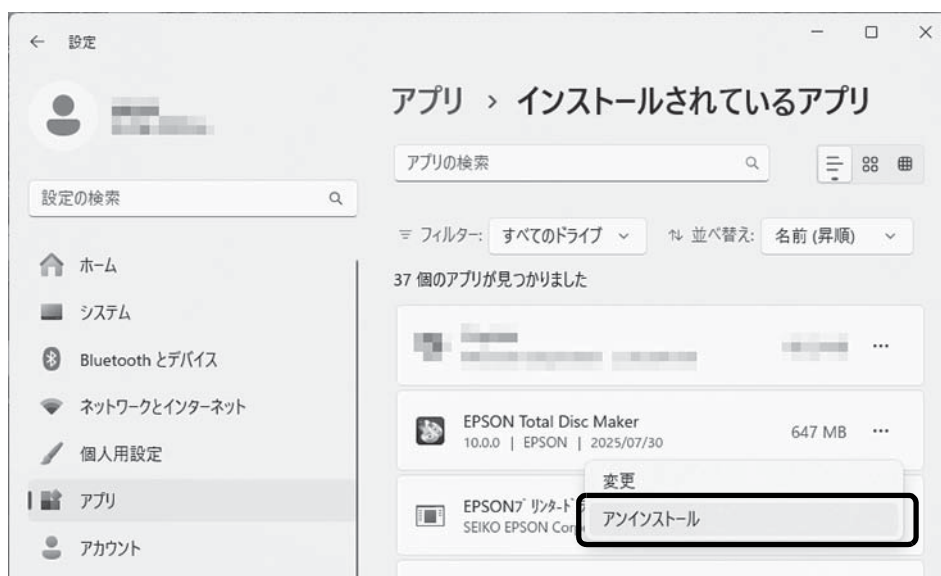 設定
アプリ › インストールされているアプリ
アプリの検索
設定の検索
フィルター: すべてのドライブ 並べ替え: 名前 (昇順)
37 個のアプリが見つかりました
ホーム
システム
Bluetooth とデバイス
ネットワークとインターネット
個人用設定
アプリ
アカウント
EPSON Total Disc Maker
10.0.0 | EPSON | 2025/07/30
647 MB
変更
アンインストール
EPSONプリンタードラ
SEIKO EPSON